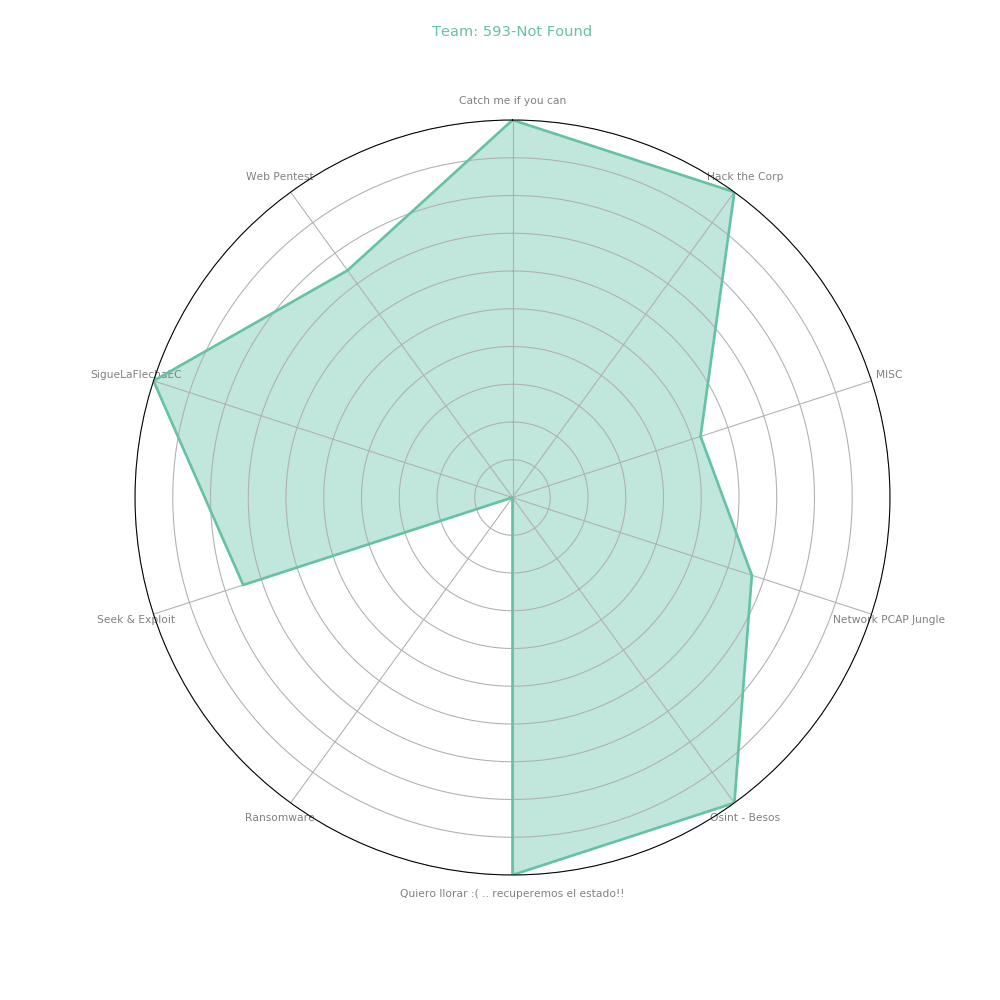 Team: 593-Not Found
Catch me if you can
Web Pentest
Hack the Corp
SigueLaFlechaEC
MISC
Seek & Exploit
Network PCAP Jungle
Ransomware
Osint - Besos
Quiero llorar :( .. recuperemos el estado!!